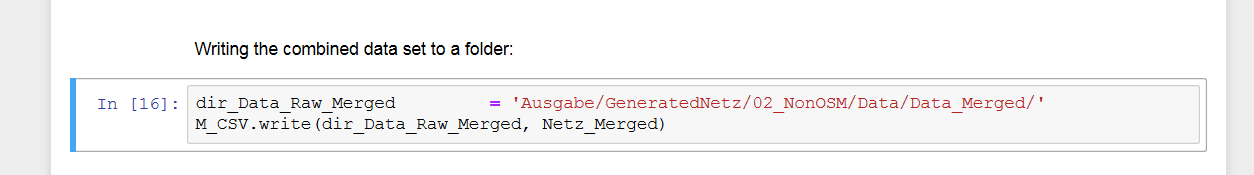 Writing the combined data set to a folder:
In [16]: dir_Data_Raw_Merged = 'Ausgabe/GeneratedNetz/02_NonOSM/Data/Data_Merged/'
M_CSV.write(dir_Data_Raw_Merged, Netz_Merged)